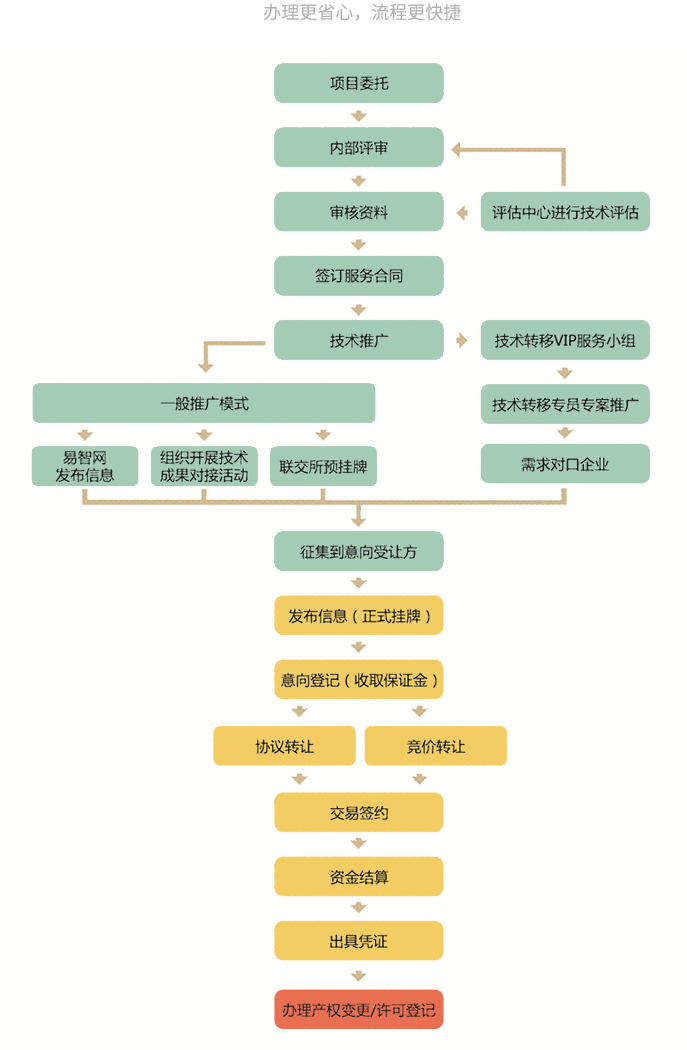 办理更省心，流程更快捷
项目委托
内部评审
审核资料
评估中心进行技术评估
签订服务合同
技术推广
技术转移VIP服务小组
一般推广模式
技术转移专员专案推广
易智网
发布信息
组织开展技术
成果对接活动
联交所预挂牌
需求对口企业
征集到意向受让方
发布信息（正式挂牌）
意向登记（收取保证金）
协议转让
竞价转让
交易签约
资金结算
出具凭证
办理产权变更/许可登记